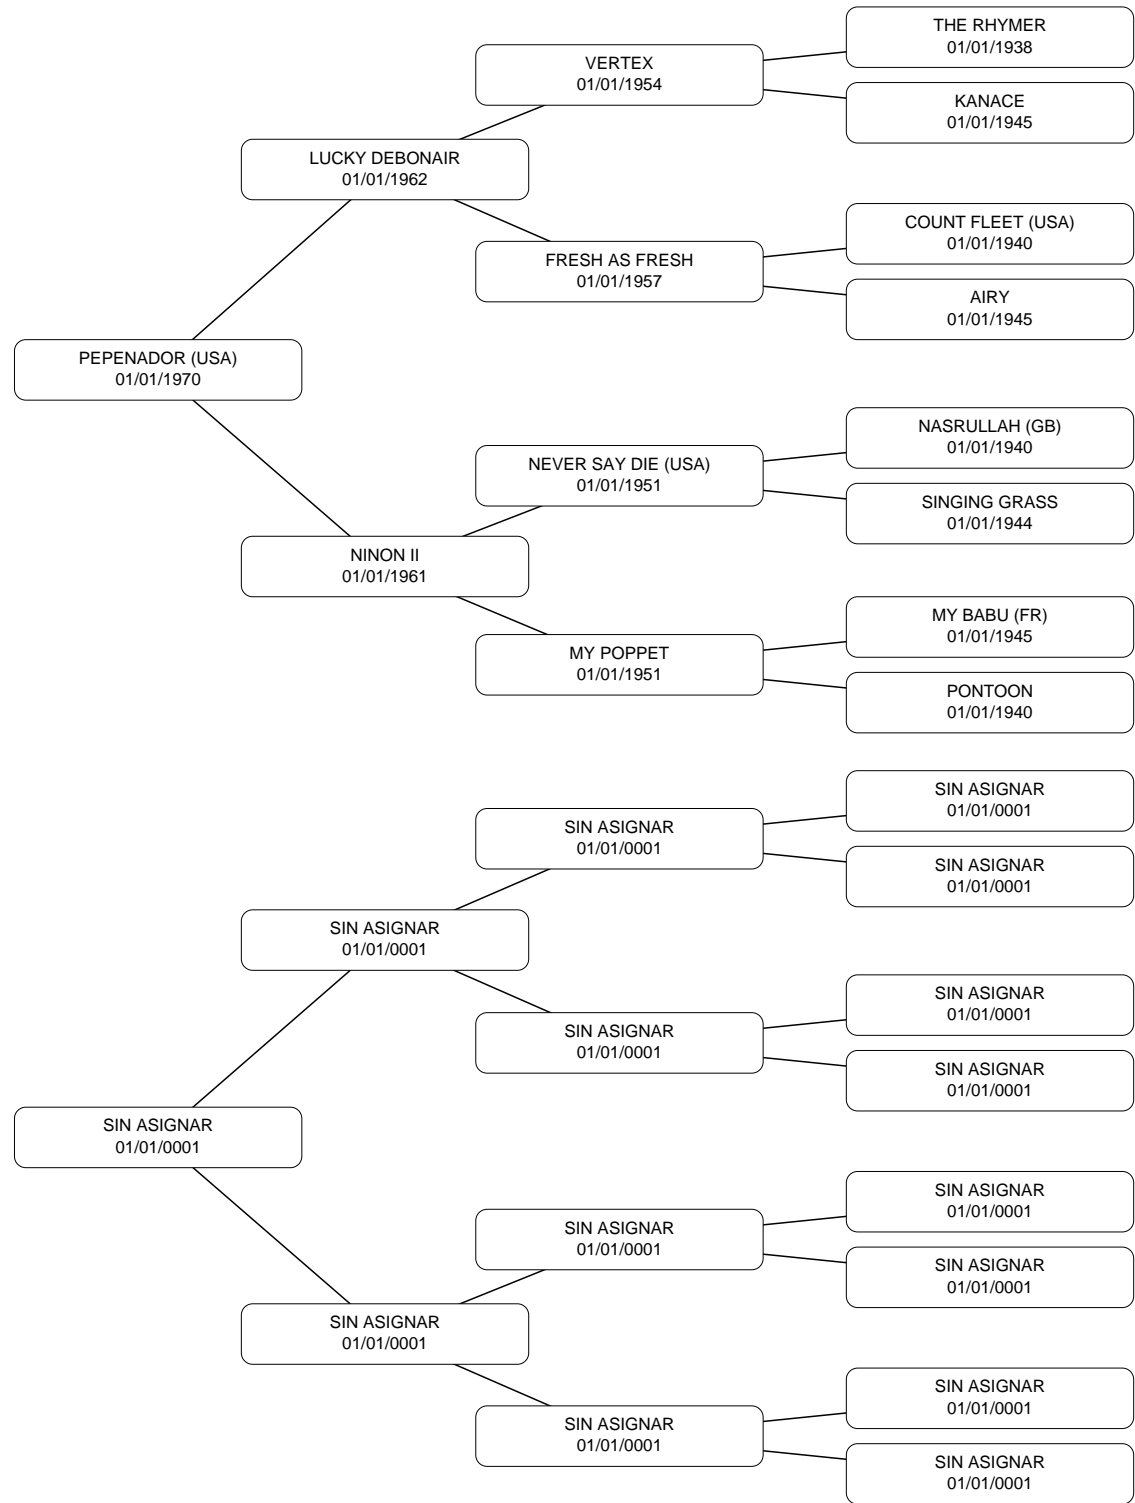 THE RHYMER
01/01/1938
VERTEX
01/01/1954
KANACE
01/01/1945
LUCKY DEBONAIR
01/01/1962
COUNT FLEET (USA)
01/01/1940
FRESH AS FRESH
01/01/1957
AIRY
01/01/1945
PEPENADOR (USA)
01/01/1970
NASRULLAH (GB)
01/01/1940
NEVER SAY DIE (USA)
01/01/1951
SINGING GRASS
01/01/1944
NINON II
01/01/1961
MY BABU (FR)
01/01/1945
MY POPPET
01/01/1951
PONTOON
01/01/1940
SIN ASIGNAR
01/01/0001
SIN ASIGNAR
01/01/0001
SIN ASIGNAR
01/01/0001
SIN ASIGNAR
01/01/0001
SIN ASIGNAR
01/01/0001
SIN ASIGNAR
01/01/0001
SIN ASIGNAR
01/01/0001
SIN ASIGNAR
01/01/0001
SIN ASIGNAR
01/01/0001
SIN ASIGNAR
01/01/0001
SIN ASIGNAR
01/01/0001
SIN ASIGNAR
01/01/0001
SIN ASIGNAR
01/01/0001
SIN ASIGNAR
01/01/0001
SIN ASIGNAR
01/01/0001